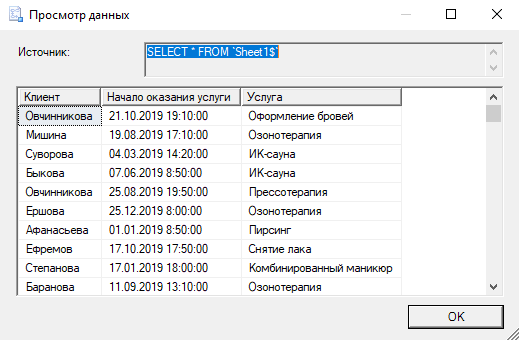 Просмотр данных
Источник: SELECT * FROM `Sheet1$`
Клиент Начало оказания услуги Услуга
Овчинникова 21.10.2019 19:10:00 Оформление бровей
Мишина 19.08.2019 17:10:00 Озонотерапия
Суворова 04.03.2019 14:20:00 ИК-сауна
Быкова 07.06.2019 8:50:00 ИК-сауна
Овчинникова 25.08.2019 19:50:00 Прессотерапия
Ершова 25.12.2019 8:00:00 Озонотерапия
Афанасьева 01.01.2019 8:50:00 Пирсинг
Ефремов 17.10.2019 17:50:00 Снятие лака
Степанова 17.01.2019 18:00:00 Комбинированный маникюр
Баранова 11.09.2019 13:10:00 Озонотерапия
OK